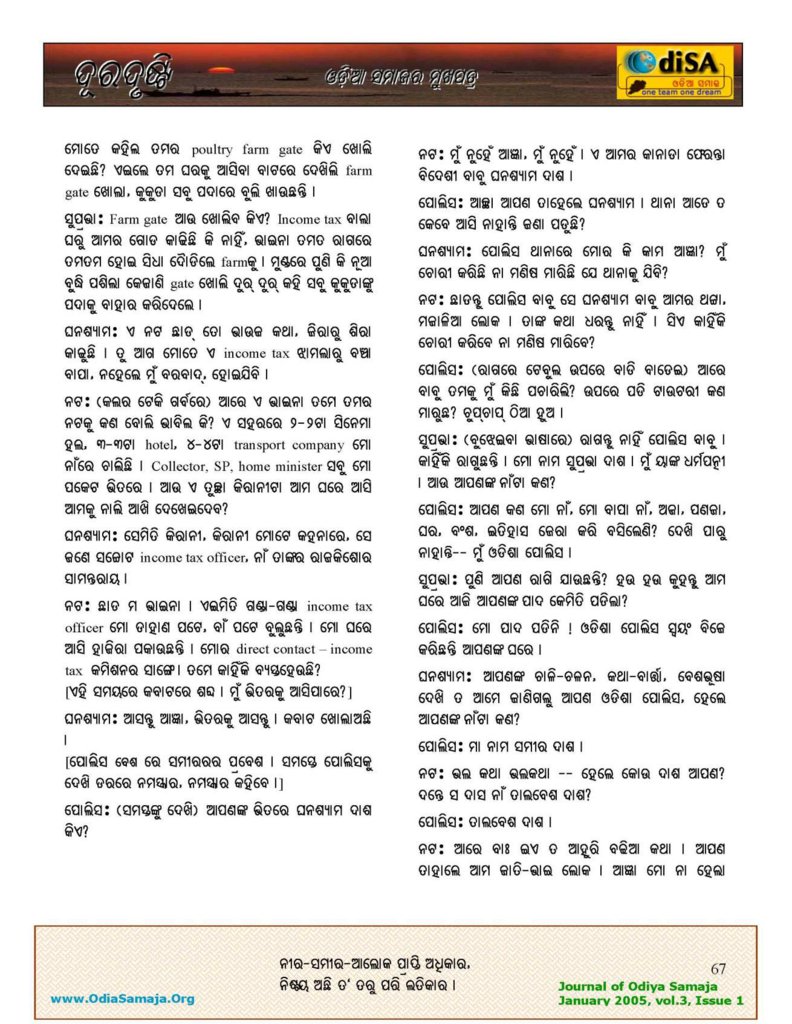 ଦୂରଦୃଷ୍ଟି
ଓଡ଼ିଆ ସମାଜର ମୁଖପତ୍ର
OdiSA
ଓଡିଆ ସମାଜ
one team one dream
ମୋତେ କହିଲ ତମର poultry farm gate କିଏ ଖୋଲି
ଦେଇଛି? ଏଇଲେ ତମ ଘରକୁ ଆସିବା ବାଟରେ ଦେଖିଲି farm
gate ଖୋଲା, କୁକୁଡା ସବୁ ପଦାରେ ବୁଲି ଖାଉଛନ୍ତି ।
ସୁପ୍ରଭା: Farm gate ଆଉ ଖୋଲିବ କିଏ? Income tax ବାଲା
ଘରୁ ଆମର ଗୋଡ କାଢିଛି କି ନାହିଁ, ଭାଇନା ତମତ ରାଗରେ
ତମତମ ହୋଇ ସିଧା ଦୌଡିଲେ farmକୁ । ମୁଣ୍ଡରେ ପୁଣି କି ନୂଆ
ବୁଦ୍ଧି ପଶିଲା କେଜାଣି gate ଖୋଲି ଦୁର୍ ଦୁର୍ କହି ସବୁ କୁକୁଡାଙ୍କୁ
ପଦାକୁ ବାହାର କରିଦେଲେ ।
ଘନଶ୍ୟାମ: ଏ ନଟ ଛାଡ୍ ତୋ ଭାଉଜ କଥା, କିରାରୁ ଶିରା
କାଢୁଛି । ତୁ ଆଗ ମୋତେ ଏ income tax ଝାମଲାରୁ ବଞ୍ଚା
ବାପା, ନହେଲେ ମୁଁ ବରବାଦ୍, ହୋଇଯିବି ।
ନଟ: (କଲର ଟେକି ଗର୍ବରେ) ଆରେ ଏ ଭାଇନା ତମେ ତମର
ନଟକୁ କଣ ବୋଲି ଭାବିଲ କି? ଏ ସହରରେ ୨-୨ଟା ସିନେମା
ହଲ, ୩-୩ଟା hotel, ୪-୪ଟା transport company ମୋ
ନାଁରେ ଚାଲିଛି । Collector, SP, home minister ସବୁ ମୋ
ପକେଟ ଭିତରେ । ଆଉ ଏ ତୁଚ୍ଛା କିରାନୀଟା ଆମ ଘରେ ଆସି
ଆମକୁ ନାଲି ଆଖି ଦେଖେଇଦେବ?
ଘନଶ୍ୟାମ: ସେମିତି କିରାନୀ, କିରାନୀ ମୋଟେ କହନାରେ, ସେ
ଜଣେ ସଚ୍ଚୋଟ income tax officer, ନାଁ ତାଙ୍କର ରାଜକିଶୋର
ସାମନ୍ତରାୟ ।
ନଟ: ଛାଡ ମ ଭାଇନା । ଏଇମିତି ଗଣ୍ଡା-ଗଣ୍ଡା income tax
officer ମୋ ଡାହାଣ ପଟେ, ବାଁ ପଟେ ବୁଲୁଛନ୍ତି । ମୋ ଘରେ
ଆସି ହାଜିରା ପକାଉଛନ୍ତି । ମୋର direct contact – income
tax କମିଶନର ସାଙ୍ଗେ । ତମେ କାହିଁକି ବ୍ୟସ୍ତହେଉଛି?
[ଏହି ସମୟରେ କବାଟରେ ଶବ୍ଦ । ମୁଁ ଭିତରକୁ ଆସିପାରେ?]
ଘନଶ୍ୟାମ: ଆସନ୍ତୁ ଆଜ୍ଞା, ଭିତରକୁ ଆସନ୍ତୁ । କବାଟ ଖୋଲାଅଛି
।
[ପୋଲିସ ବେଶ ରେ ସମୀରରର ପ୍ରବେଶ । ସମସ୍ତେ ପୋଲିସକୁ
ଦେଖି ଡରରେ ନମସ୍କାର, ନମସ୍କାର କହିବେ ।]
ପୋଲିସ: (ସମସ୍ତଙ୍କୁ ଦେଖି) ଆପଣଙ୍କ ଭିତରେ ଘନଶ୍ୟାମ ଦାଶ
କିଏ?
ନଟ: ମୁଁ ନୁହେଁ ଆଜ୍ଞା, ମୁଁ ନୁହେଁ । ଏ ଆମର କାନାଡା ଫେରନ୍ତା
ବିଦେଶୀ ବାବୁ ଘନଶ୍ୟାମ ଦାଶ ।
ପୋଲିସ: ଆଚ୍ଛା ଆପଣ ତାହେଲେ ଘନଶ୍ୟାମ । ଥାନା ଆଡେ ତ
କେବେ ଆସି ନାହାନ୍ତି ଜଣା ପଡୁଛି?
ଘନଶ୍ୟାମ: ପୋଲିସ ଥାନାରେ ମୋର କି କାମ ଆଜ୍ଞା? ମୁଁ
ଚୋରୀ କରିଛି ନା ମଣିଷ ମାରିଛି ଯେ ଥାନାକୁ ଯିବି?
ନଟ: ଛାଡନ୍ତୁ ପୋଲିସ ବାବୁ ସେ ଘନଶ୍ୟାମ ବାବୁ ଆମର ଥଟ୍ଟା,
ମଜାଳିଆ ଲୋକ । ତାଙ୍କ କଥା ଧରନ୍ତୁ ନାହିଁ । ସିଏ କାହିଁକି
ଚୋରୀ କରିବେ ନା ମଣିଷ ମାରିବେ?
ପୋଲିସ: (ରାଗରେ ଟେବୁଲ ଉପରେ ବାଡି ବାଡେଇ) ଆରେ
ବାବୁ ତମକୁ ମୁଁ କିଛି ପଚାରିଲି? ଉପରେ ପଡି ଟାଉଟରୀ କଣ
ମାରୁଛ? ଚୁପ୍‌ଚାପ୍ ଠିଆ ହୁଅ ।
ସୁପ୍ରଭା: (ବୁଝେଇବା ଭାଷାରେ) ରାଗନ୍ତୁ ନାହିଁ ପୋଲିସ ବାବୁ ।
କାହିଁକି ରାଗୁଛନ୍ତି । ମୋ ନାମ ସୁପ୍ରଭା ଦାଶ । ମୁଁ ୟାଙ୍କ ଧର୍ମପତ୍ନୀ
। ଆଉ ଆପଣଙ୍କ ନାଁଟା କଣ?
ପୋଲିସ: ଆପଣ କଣ ମୋ ନାଁ, ମୋ ବାପା ନାଁ, ଅଜା, ପଣଜା,
ଘର, ବଂଶ, ଇତିହାସ ଜେରା କରି ବସିଲେଣି? ଦେଖି ପାରୁ
ନାହାନ୍ତି-- ମୁଁ ଓଡିଶା ପୋଲିସ ।
ସୁପ୍ରଭା: ପୁଣି ଆପଣ ରାଗି ଯାଉଛନ୍ତି? ହଉ ହଉ କୁହନ୍ତୁ ଆମ
ଘରେ ଆଜି ଆପଣଙ୍କ ପାଦ କେମିତି ପଡିଲା?
ପୋଲିସ: ମୋ ପାଦ ପଡିନି ! ଓଡିଶା ପୋଲିସ ସ୍ୱୟଂ ବିଜେ
କରିଛନ୍ତି ଆପଣଙ୍କ ଘରେ ।
ଘନଶ୍ୟାମ: ଆପଣଙ୍କ ଚାଳି-ଚଳନ, କଥା-ବାର୍ତ୍ତା, ବେଶଭୂଷା
ଦେଖି ତ ଆମେ ଜାଣିଗଲୁ ଆପଣ ଓଡିଶା ପୋଲିସ, ହେଲେ
ଆପଣଙ୍କ ନାଁଟା କଣ?
ପୋଲିସ: ମା ନାମ ସମୀର ଦାଶ ।
ନଟ: ଭଲ କଥା ଭଲକଥା -- ହେଲେ କୋଉ ଦାଶ ଆପଣ?
ଦନ୍ତେ ସ ଦାସ ନାଁ ତାଲବେଶ ଦାଶ?
ପୋଲିସ: ତାଲବେଶ ଦାଶ ।
ନଟ: ଆରେ ବାଃ ଇଏ ତ ଆହୁରି ବଢିଆ କଥା । ଆପଣ
ତାହାଲେ ଆମ ଜାତି-ଭାଇ ଲୋକ । ଆଜ୍ଞା ମୋ ନା ହେଲା
ନୀର-ସମୀର-ଆଲୋକ ପ୍ରାପ୍ତି ଅଧିକାର,
ନିଶ୍ଚୟ ଅଛି ତ' ତରୁ ପରି ଲତିକାର ।
67
www.OdiaSamaja.Org
Journal of Odiya Samaja
January 2005, vol.3, Issue 1